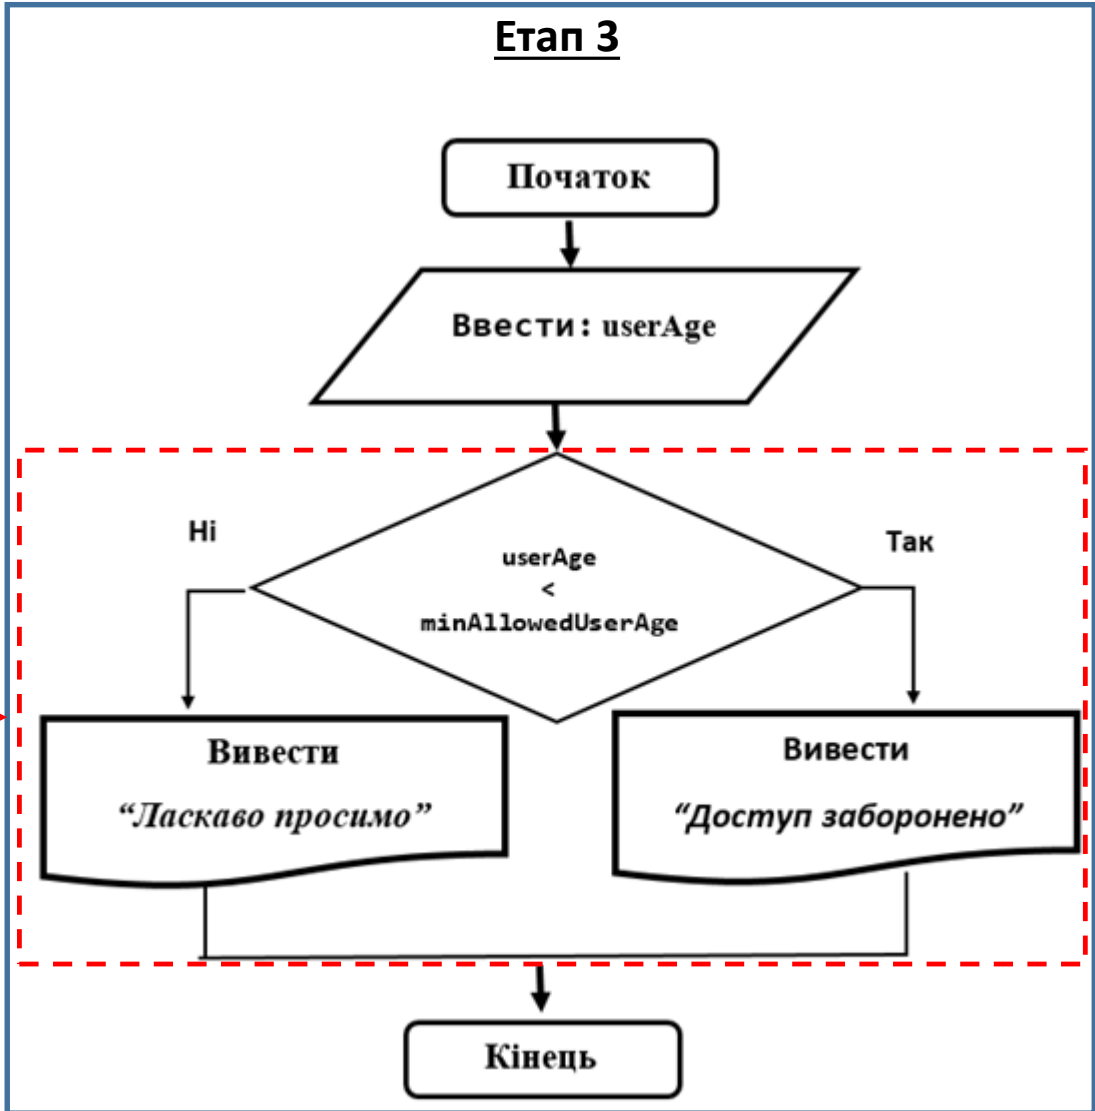 Етап 3
Початок
Ввести: userAge
Ні
Так
userAge
<
minAllowedUserAge
Вивести
“Ласкаво просимо”
Вивести
“Доступ заборонено”
Кінець